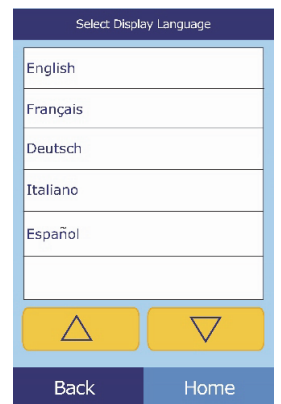 Select Display Language
English
Français
Deutsch
Italiano
Español
Back Home